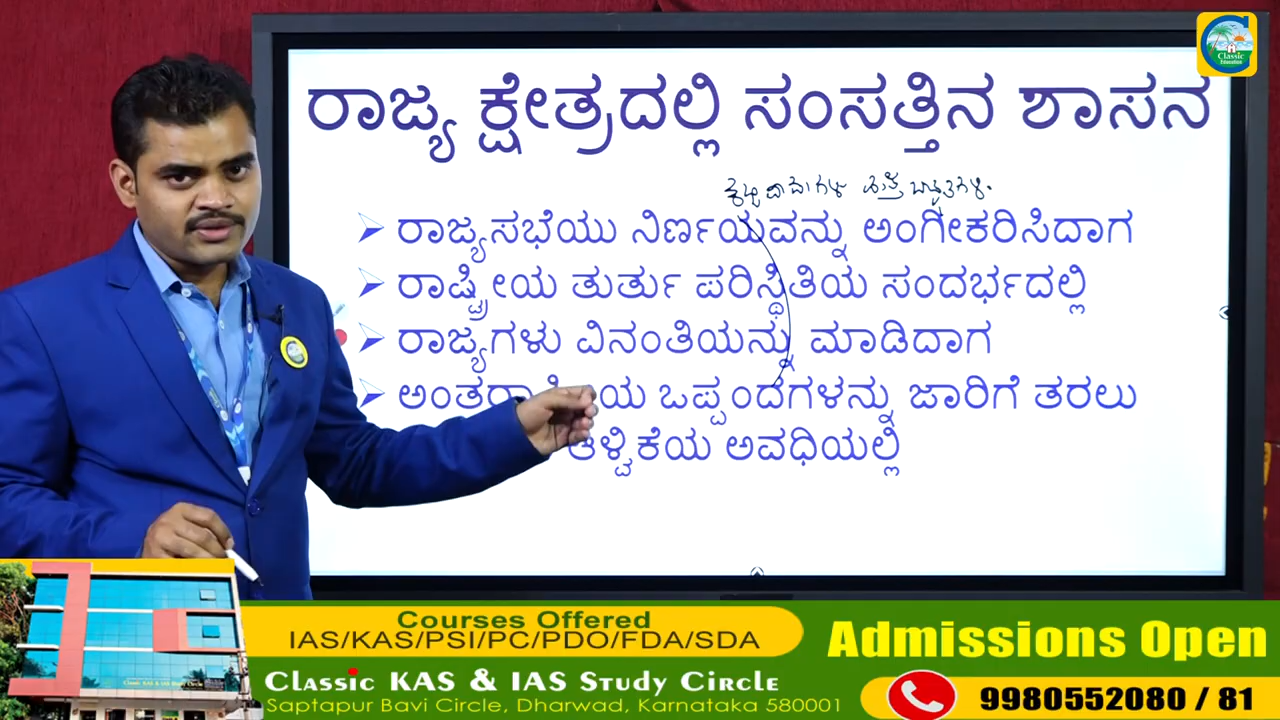 Classic
Education
ರಾಜ್ಯ ಕ್ಷೇತ್ರದಲ್ಲಿ ಸಂಸತ್ತಿನ ಶಾಸನ
ರಾಜ್ಯಸಭೆಯು ನಿರ್ಣಯವನ್ನು ಅಂಗೀಕರಿಸಿದಾಗ
ರಾಷ್ಟ್ರೀಯ ತುರ್ತು ಪರಿಸ್ಥಿತಿಯ ಸಂದರ್ಭದಲ್ಲಿ
ರಾಜ್ಯಗಳು ವಿನಂತಿಯನ್ನು ಮಾಡಿದಾಗ
ಒಪ್ಪಂದಗಳನ್ನು ಜಾರಿಗೆ ತರಲು
ಆಳ್ವಿಕೆಯ ಅವಧಿಯಲ್ಲಿ
Courses Offered
IAS/KAS/PSI/PC/PDO/FDA/SDA
Classic KAS & IAS Study Circle
Saptapur Bavi Circle, Dharwad, Karnataka 580001
Admissions Open
9980552080 / 81